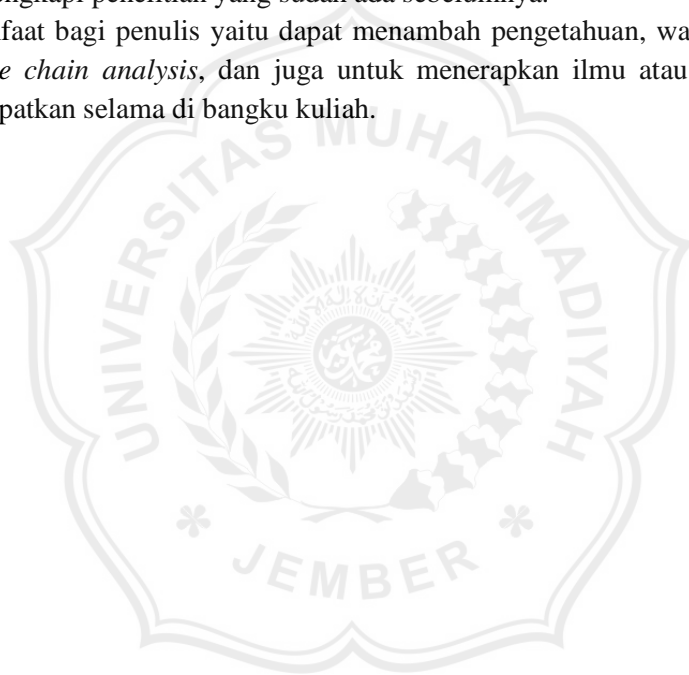 ngkapi penelitian yang sudah ada sebelumnya.
faat bagi penulis yaitu dapat menambah pengetahuan, wa
e chain analysis, dan juga untuk menerapkan ilmu atau
patkan selama di bangku kuliah.
UNIVERSITAS MUHAMMADIYAH
JEMBER